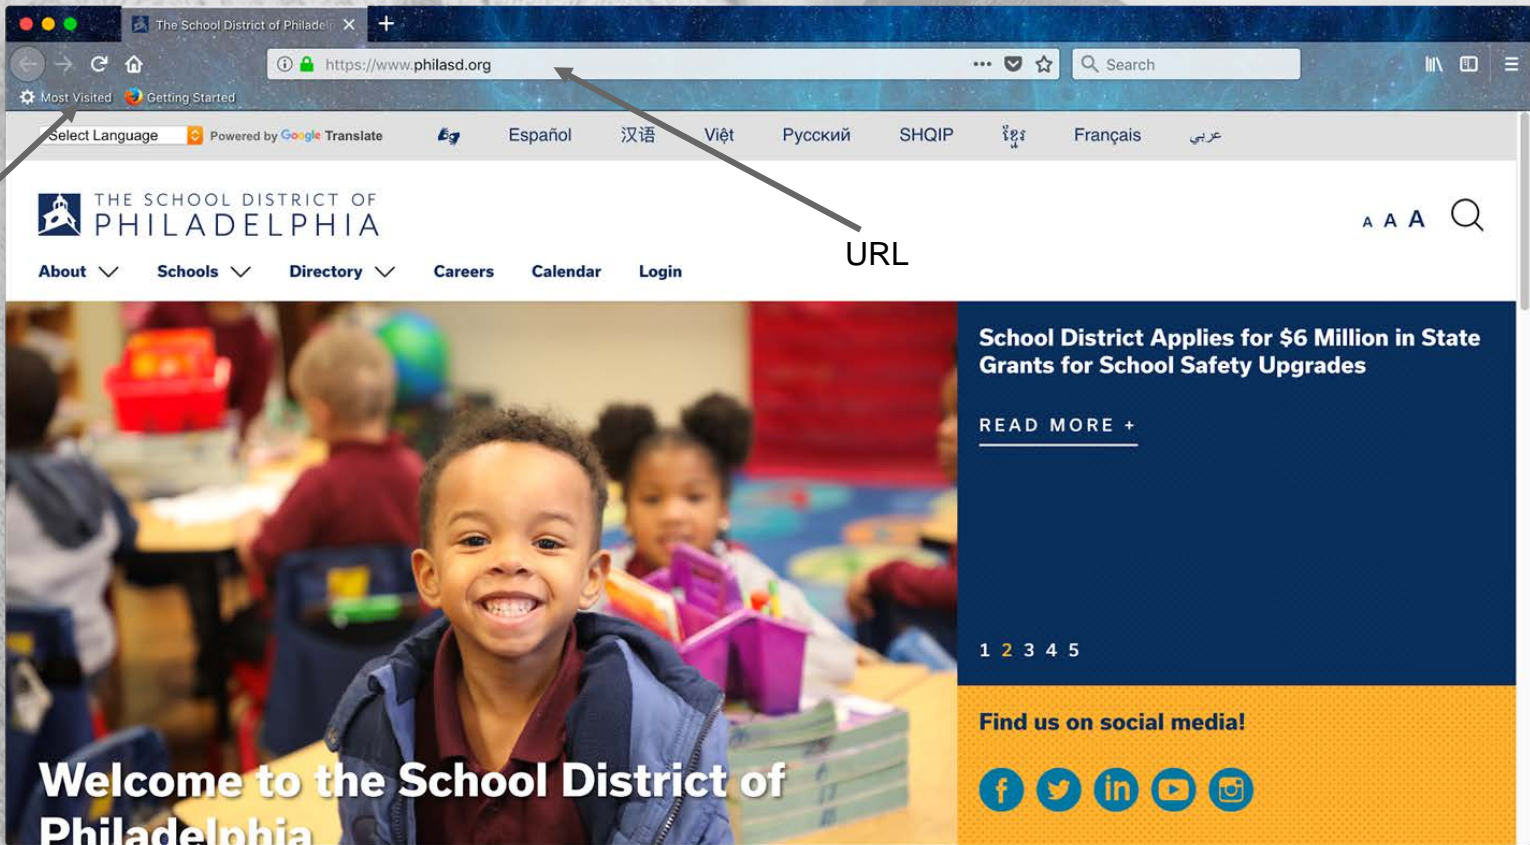 The School District of Philadelp
https://www.philasd.org
Search
Most Visited
Getting Started
Select Language
Powered by Google Translate
Español
汉语
Việt
Русский
SHQIP
ខ្មែរ
Français
عربي
THE SCHOOL DISTRICT OF
PHILADELPHIA
A A A
URL
About
Schools
Directory
Careers
Calendar
Login
School District Applies for $6 Million in State
Grants for School Safety Upgrades
READ MORE +
1 2 3 4 5
Find us on social media!
Welcome to the School District of
Philadelphia